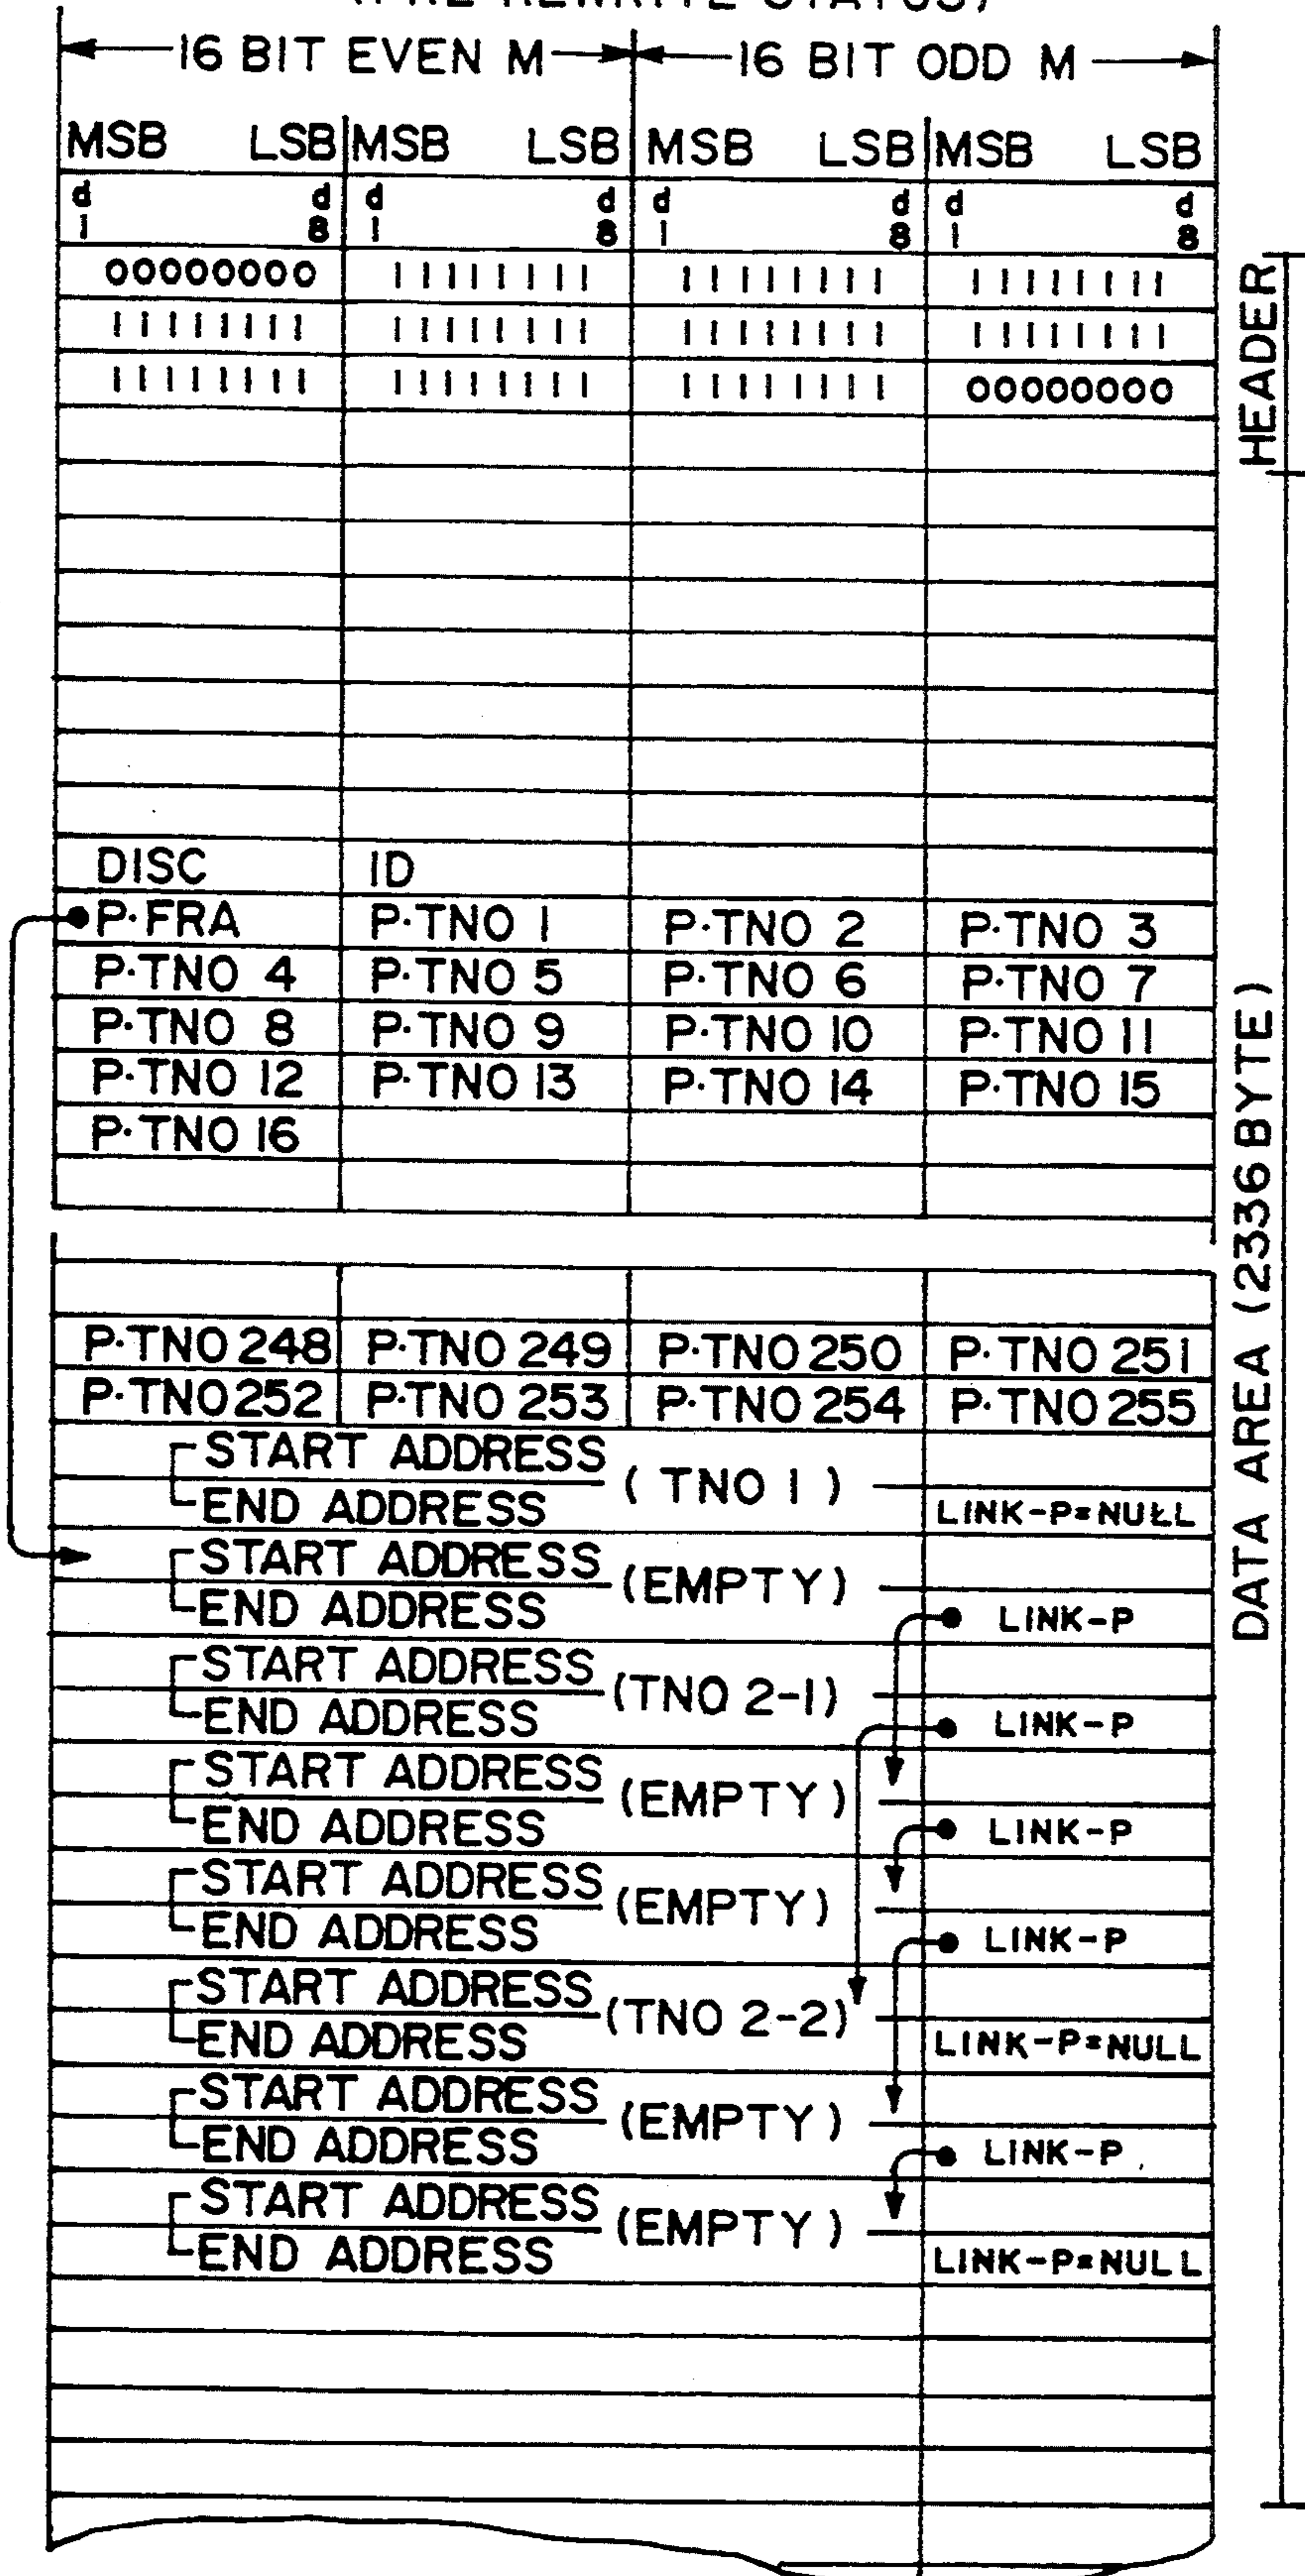 (PRE REWRITE STATUS)
16 BIT EVEN M 16 BIT ODD M
MSB LSB MSB LSB MSB LSB MSB LSB
d d d d d d d d
1 8 1 8 1 8 1 8
00000000 11111111 11111111 11111111
11111111 11111111 11111111 11111111
11111111 11111111 11111111 00000000
HEADER
DISC ID
P·FRA P·TNO 1 P·TNO 2 P·TNO 3
P·TNO 4 P·TNO 5 P·TNO 6 P·TNO 7
P·TNO 8 P·TNO 9 P·TNO 10 P·TNO 11
P·TNO 12 P·TNO 13 P·TNO 14 P·TNO 15
P·TNO 16
P·TNO 248 P·TNO 249 P·TNO 250 P·TNO 251
P·TNO 252 P·TNO 253 P·TNO 254 P·TNO 255
START ADDRESS
(TNO 1)
END ADDRESS LINK-P=NULL
START ADDRESS
(EMPTY)
END ADDRESS LINK-P
START ADDRESS
(TNO 2-1)
END ADDRESS LINK-P
START ADDRESS
(EMPTY)
END ADDRESS LINK-P
START ADDRESS
(EMPTY)
END ADDRESS LINK-P
START ADDRESS
(TNO 2-2)
END ADDRESS LINK-P=NULL
START ADDRESS
(EMPTY)
END ADDRESS LINK-P
START ADDRESS
(EMPTY)
END ADDRESS LINK-P=NULL
DATA AREA (2336 BYTE)